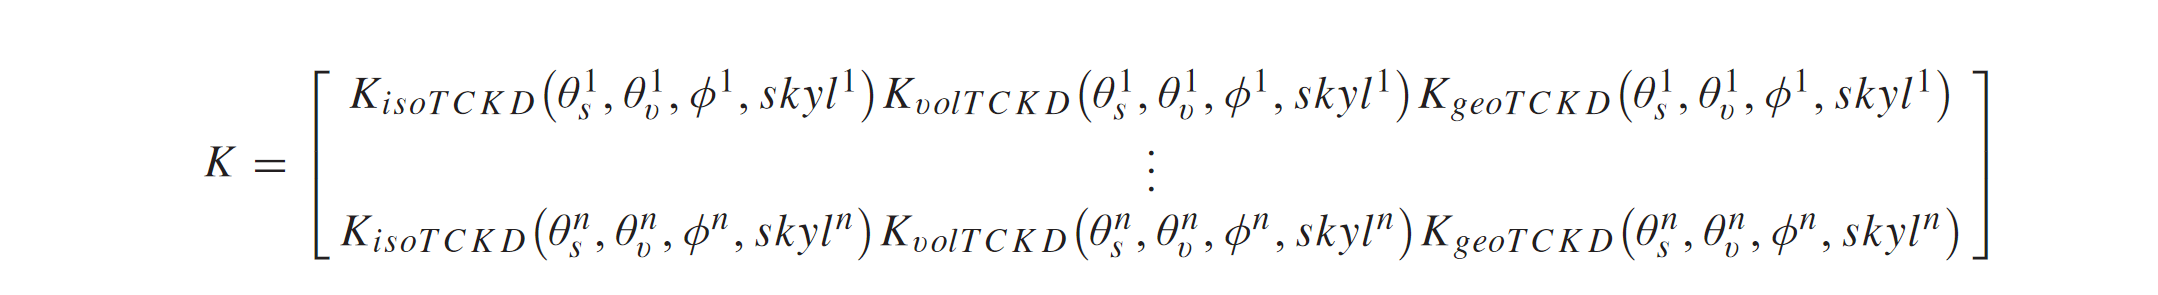 K = [ K_{isoTCKD}(θ_s^1, θ_v^1, ϕ^1, skyl^1) K_{volTCKD}(θ_s^1, θ_v^1, ϕ^1, skyl^1) K_{geoTCKD}(θ_s^1, θ_v^1, ϕ^1, skyl^1)
⋮
K_{isoTCKD}(θ_s^n, θ_v^n, ϕ^n, skyl^n) K_{volTCKD}(θ_s^n, θ_v^n, ϕ^n, skyl^n) K_{geoTCKD}(θ_s^n, θ_v^n, ϕ^n, skyl^n) ]